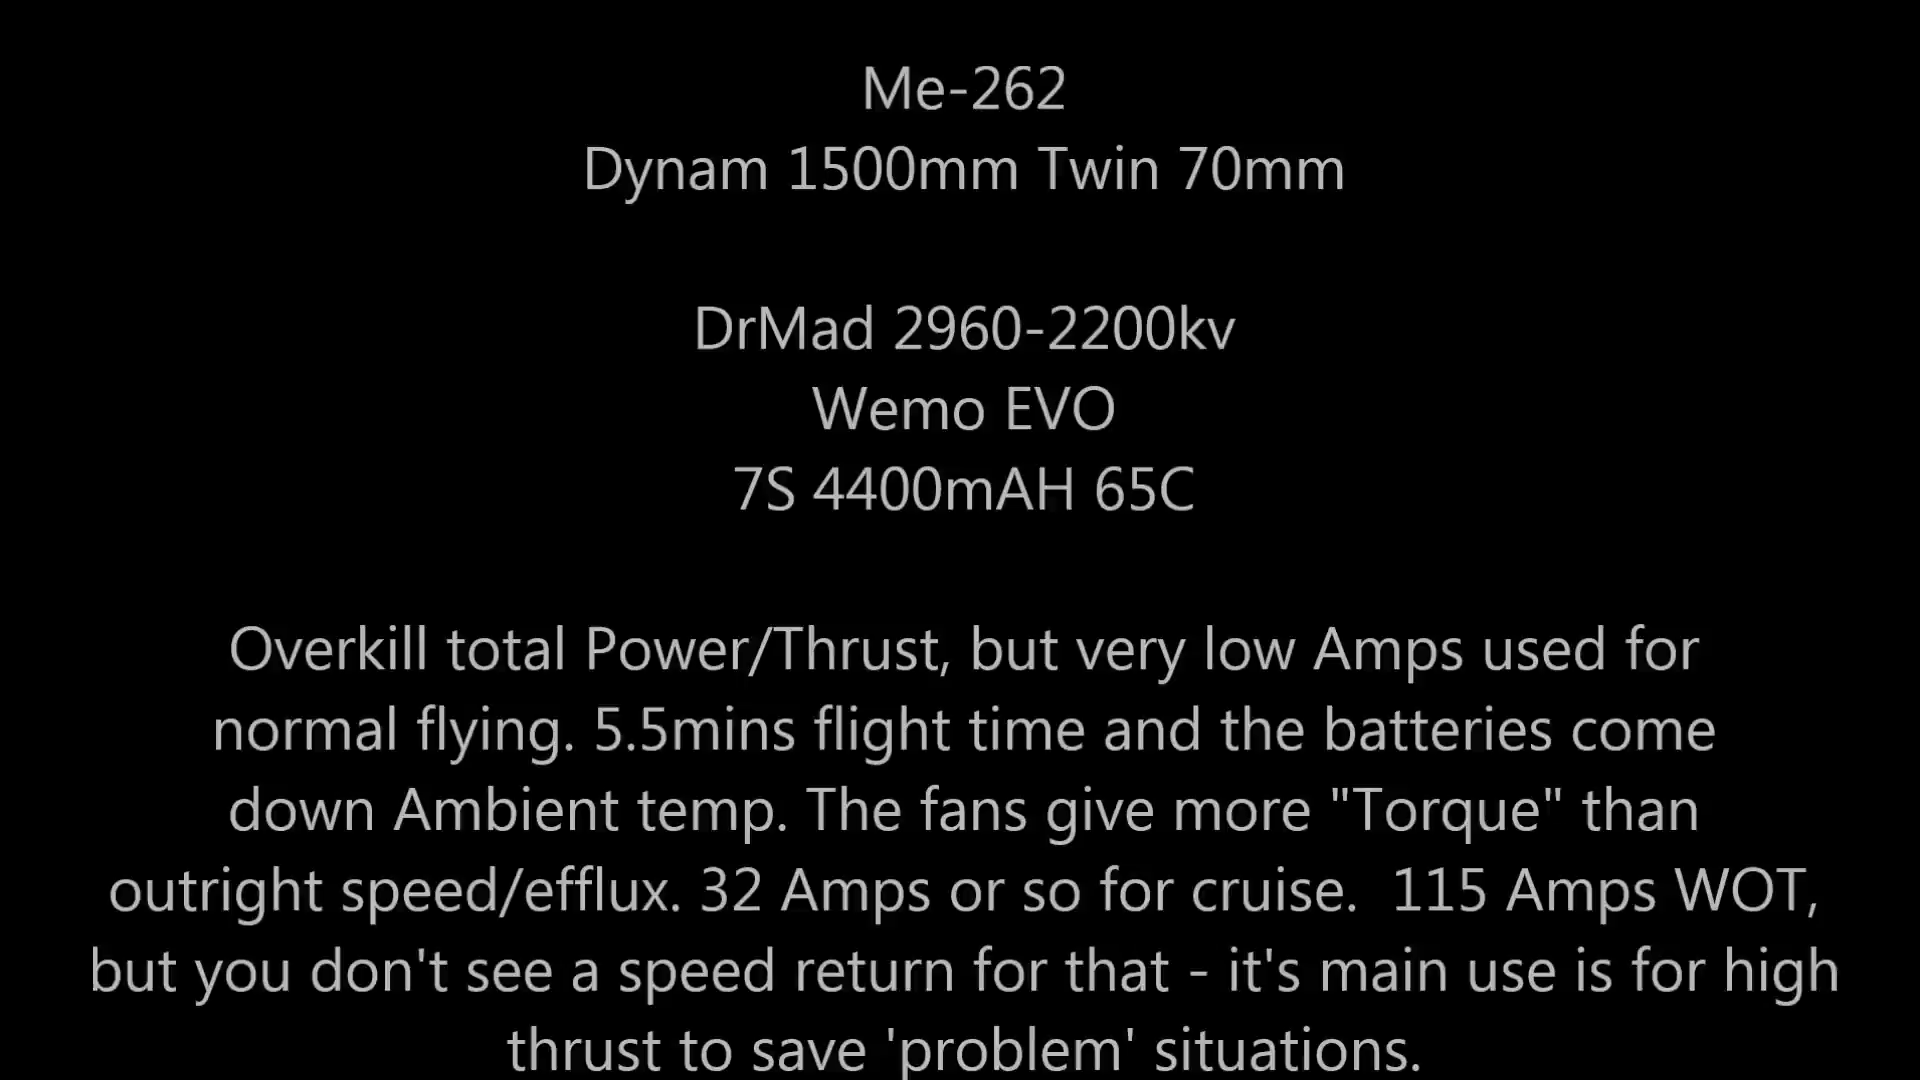 Me-262
Dynam 1500mm Twin 70mm
DrMad 2960-2200kv
Wemo EVO
7S 4400mAH 65C
Overkill total Power/Thrust, but very low Amps used for
normal flying. 5.5mins flight time and the batteries come
down Ambient temp. The fans give more "Torque" than
outright speed/efflux. 32 Amps or so for cruise.  115 Amps WOT,
but you don't see a speed return for that - it's main use is for high
thrust to save 'problem' situations.